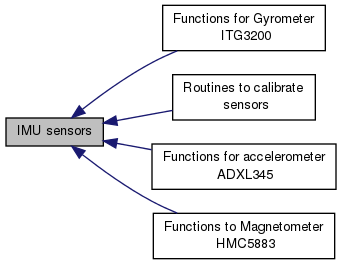 Functions for Gyrometer
ITG3200
Routines to calibrate
sensors
IMU sensors
Functions for accelerometer
ADXL345
Functions to Magnetometer
HMC5883